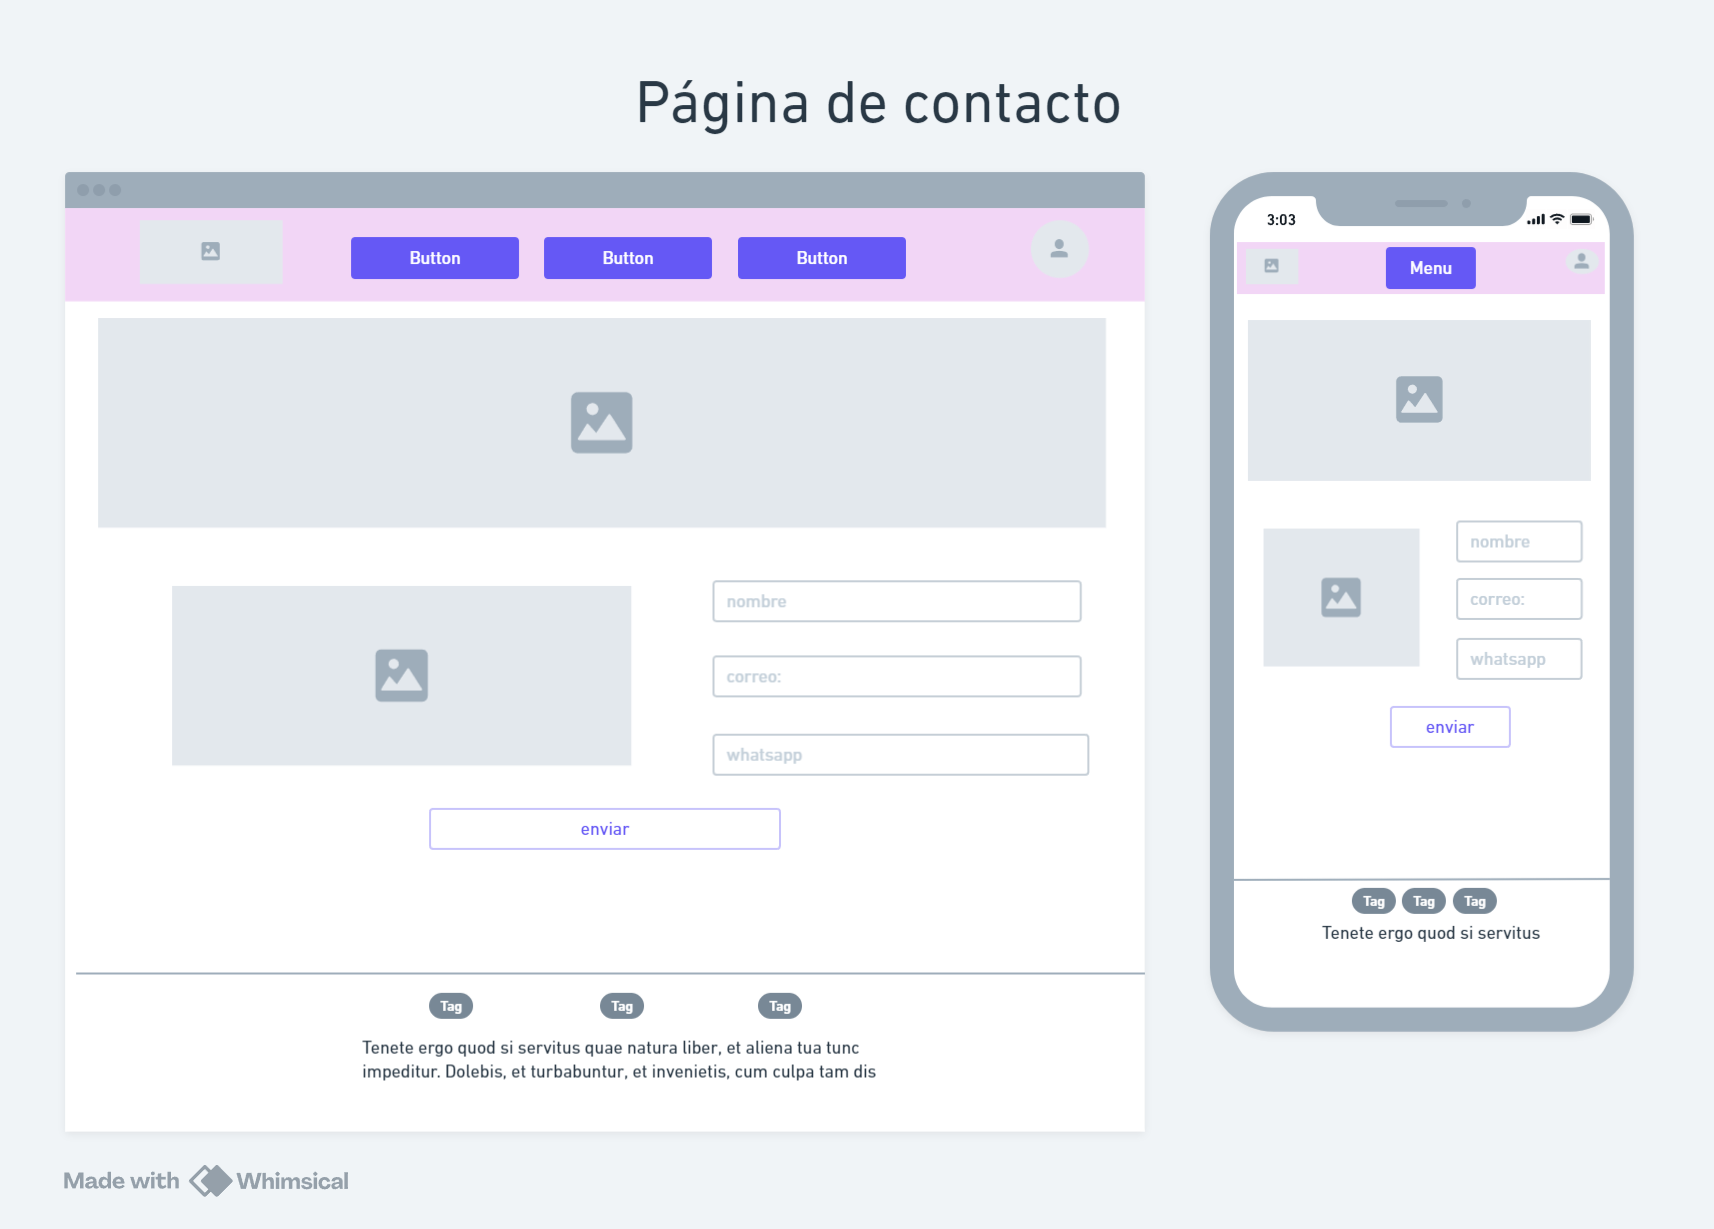 Página de contacto
Button Button Button
nombre
correo:
whatsapp
enviar
Tag Tag Tag
Tenete ergo quod si servitus quae natura liber, et aliena tua tunc
impeditur. Dolebis, et turbabuntur, et invenietis, cum culpa tam dis
3:03
Menu
nombre
correo:
whatsapp
enviar
Tag Tag Tag
Tenete ergo quod si servitus
Made with Whimsical